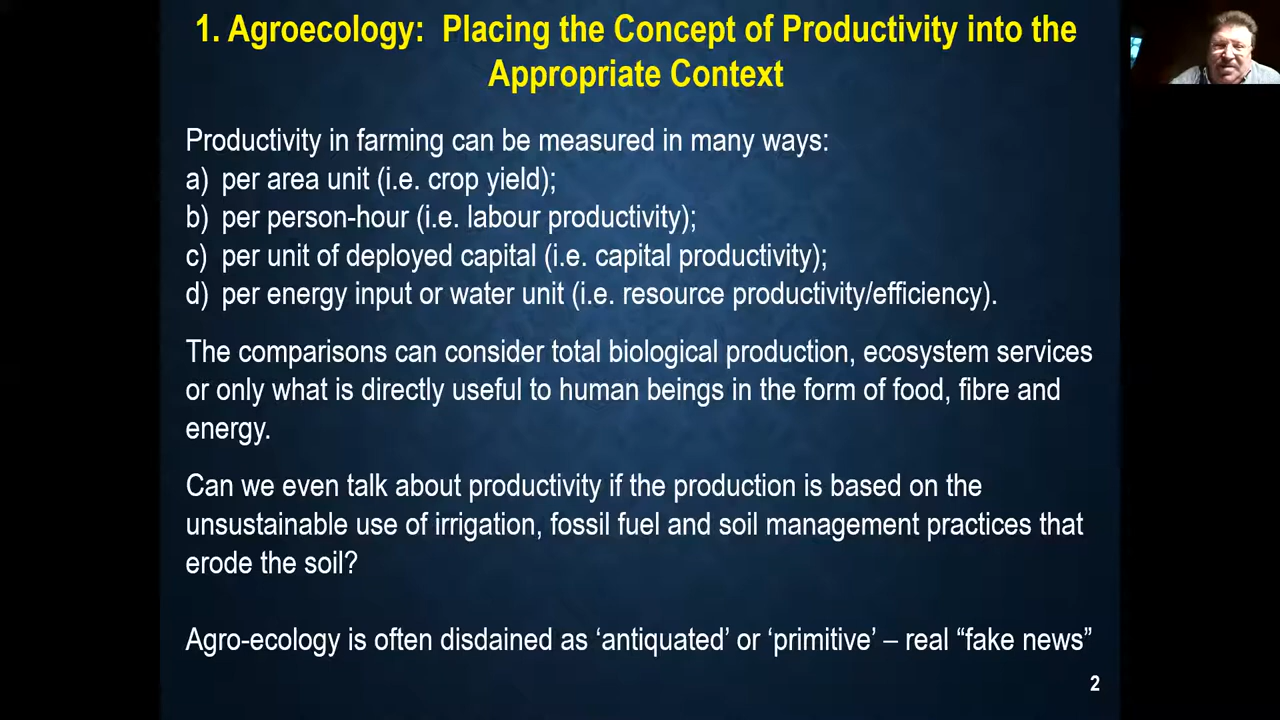 1. Agroecology: Placing the Concept of Productivity into the
Appropriate Context
Productivity in farming can be measured in many ways:
a) per area unit (i.e. crop yield);
b) per person-hour (i.e. labour productivity);
c) per unit of deployed capital (i.e. capital productivity);
d) per energy input or water unit (i.e. resource productivity/efficiency).
The comparisons can consider total biological production, ecosystem services
or only what is directly useful to human beings in the form of food, fibre and
energy.
Can we even talk about productivity if the production is based on the
unsustainable use of irrigation, fossil fuel and soil management practices that
erode the soil?
Agro-ecology is often disdained as ‘antiquated’ or ‘primitive’ – real “fake news”
2